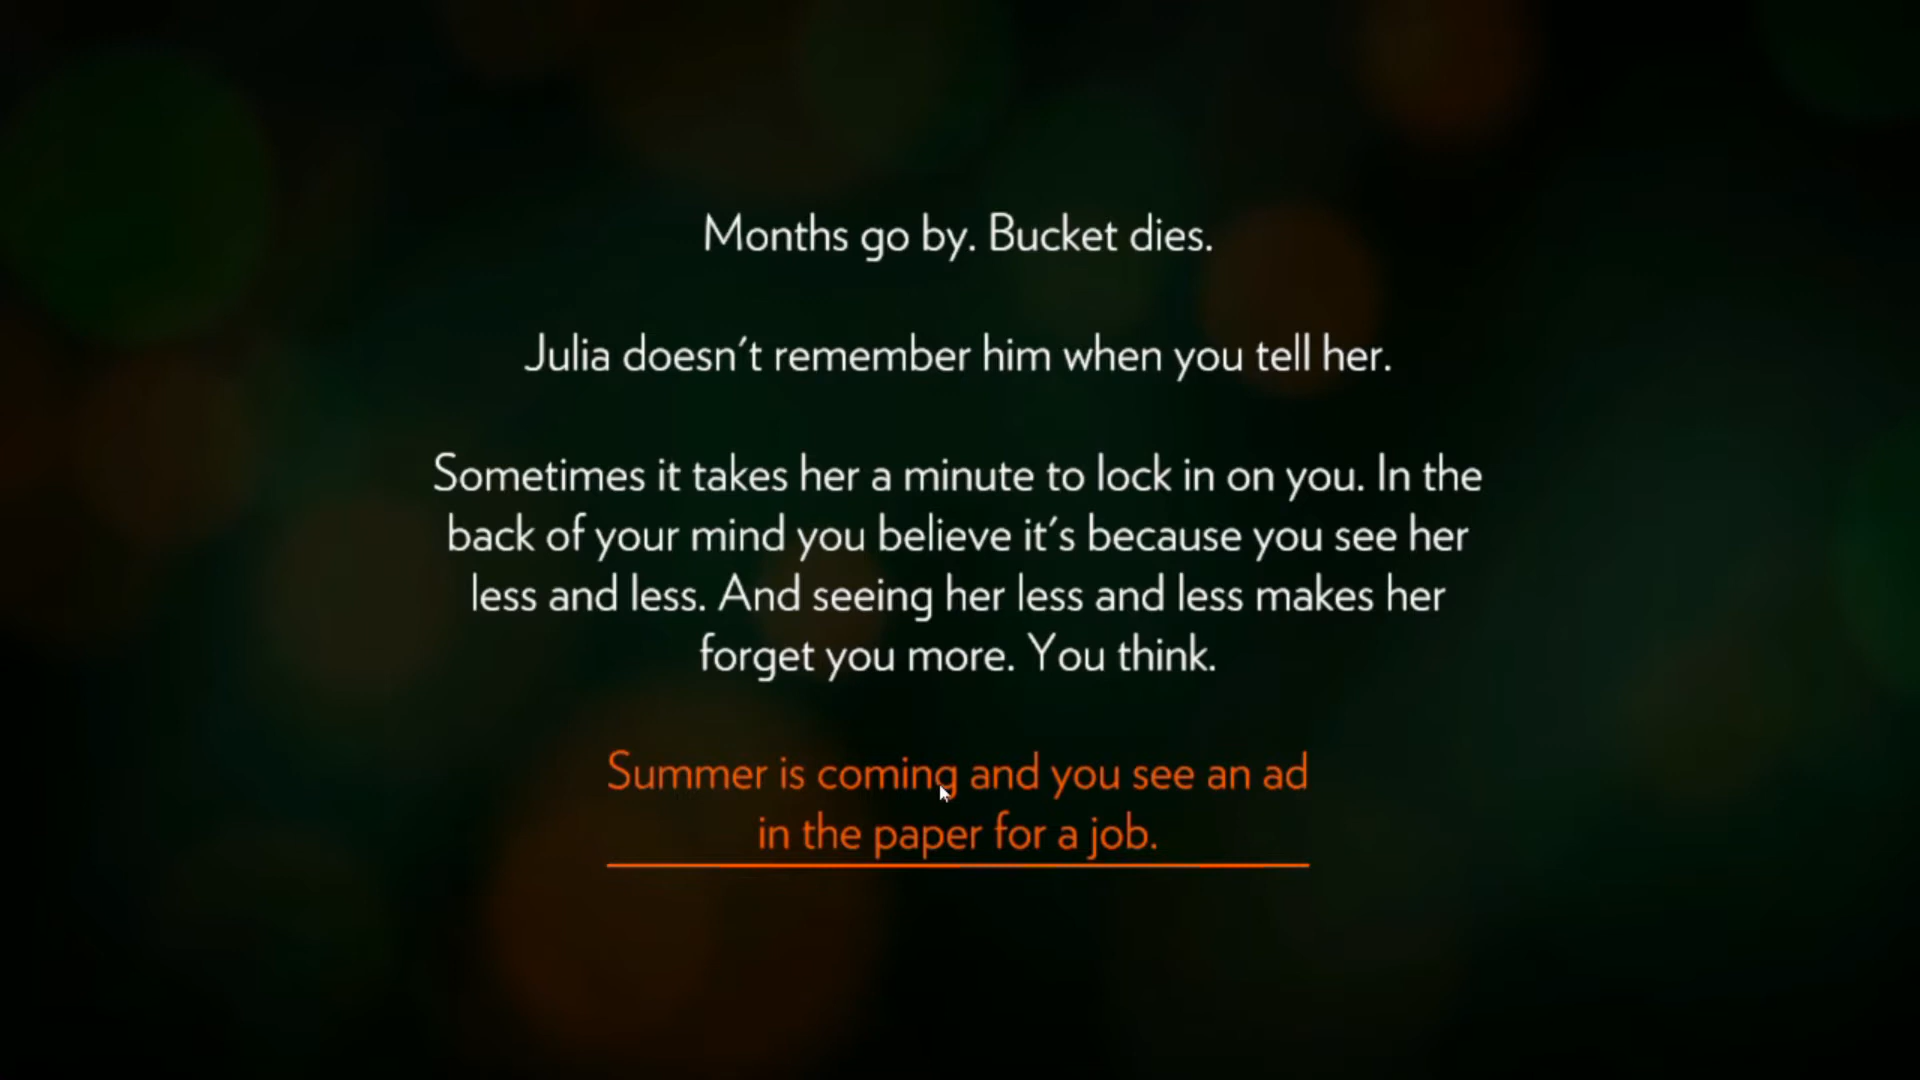 Months go by. Bucket dies.
Julia doesn't remember him when you tell her.
Sometimes it takes her a minute to lock in on you. In the
back of your mind you believe it's because you see her
less and less. And seeing her less and less makes her
forget you more. You think.
Summer is coming and you see an ad
in the paper for a job.